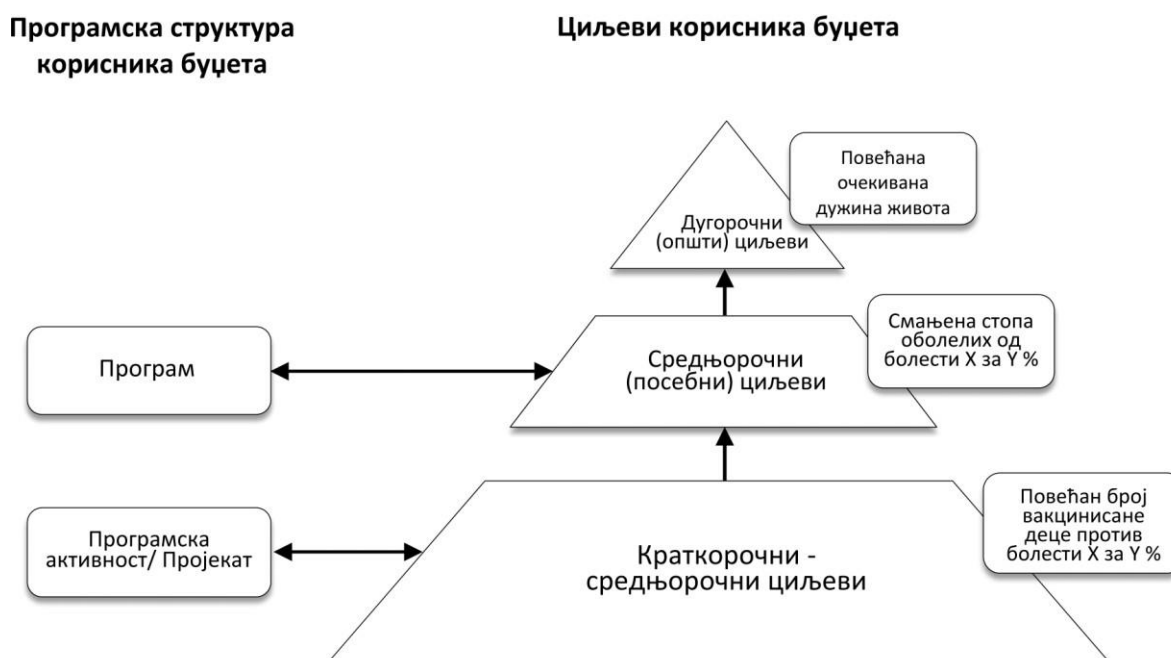 Програмска структура
корисника буџета
Циљеви корисника буџета
Повећана
очекивана
дужина живота
Дугорочни
(општи) циљеви
Смањена стопа
оболелих од
болести X за Y %
Програм
Средњорочни
(посебни) циљеви
Повећан број
вакцинисане
деце против
болести X за Y %
Програмска
активност/ Пројекат
Краткорочни -
средњорочни циљеви